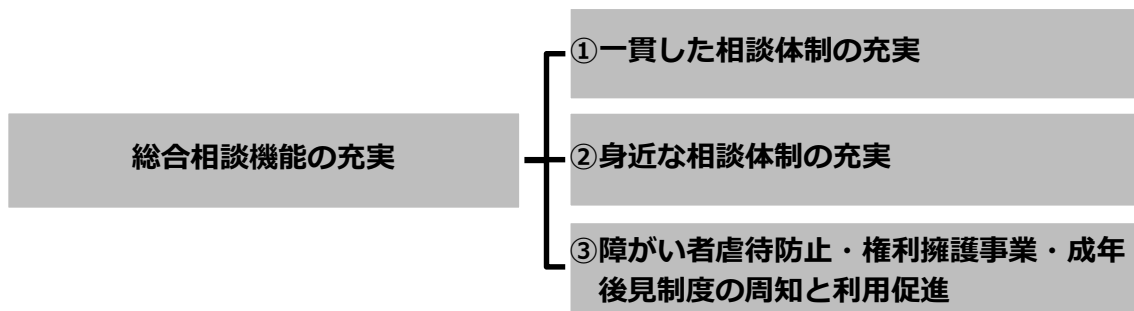 ①一貫した相談体制の充実
総合相談機能の充実
②身近な相談体制の充実
③障がい者虐待防止・権利擁護事業・成年
後見制度の周知と利用促進